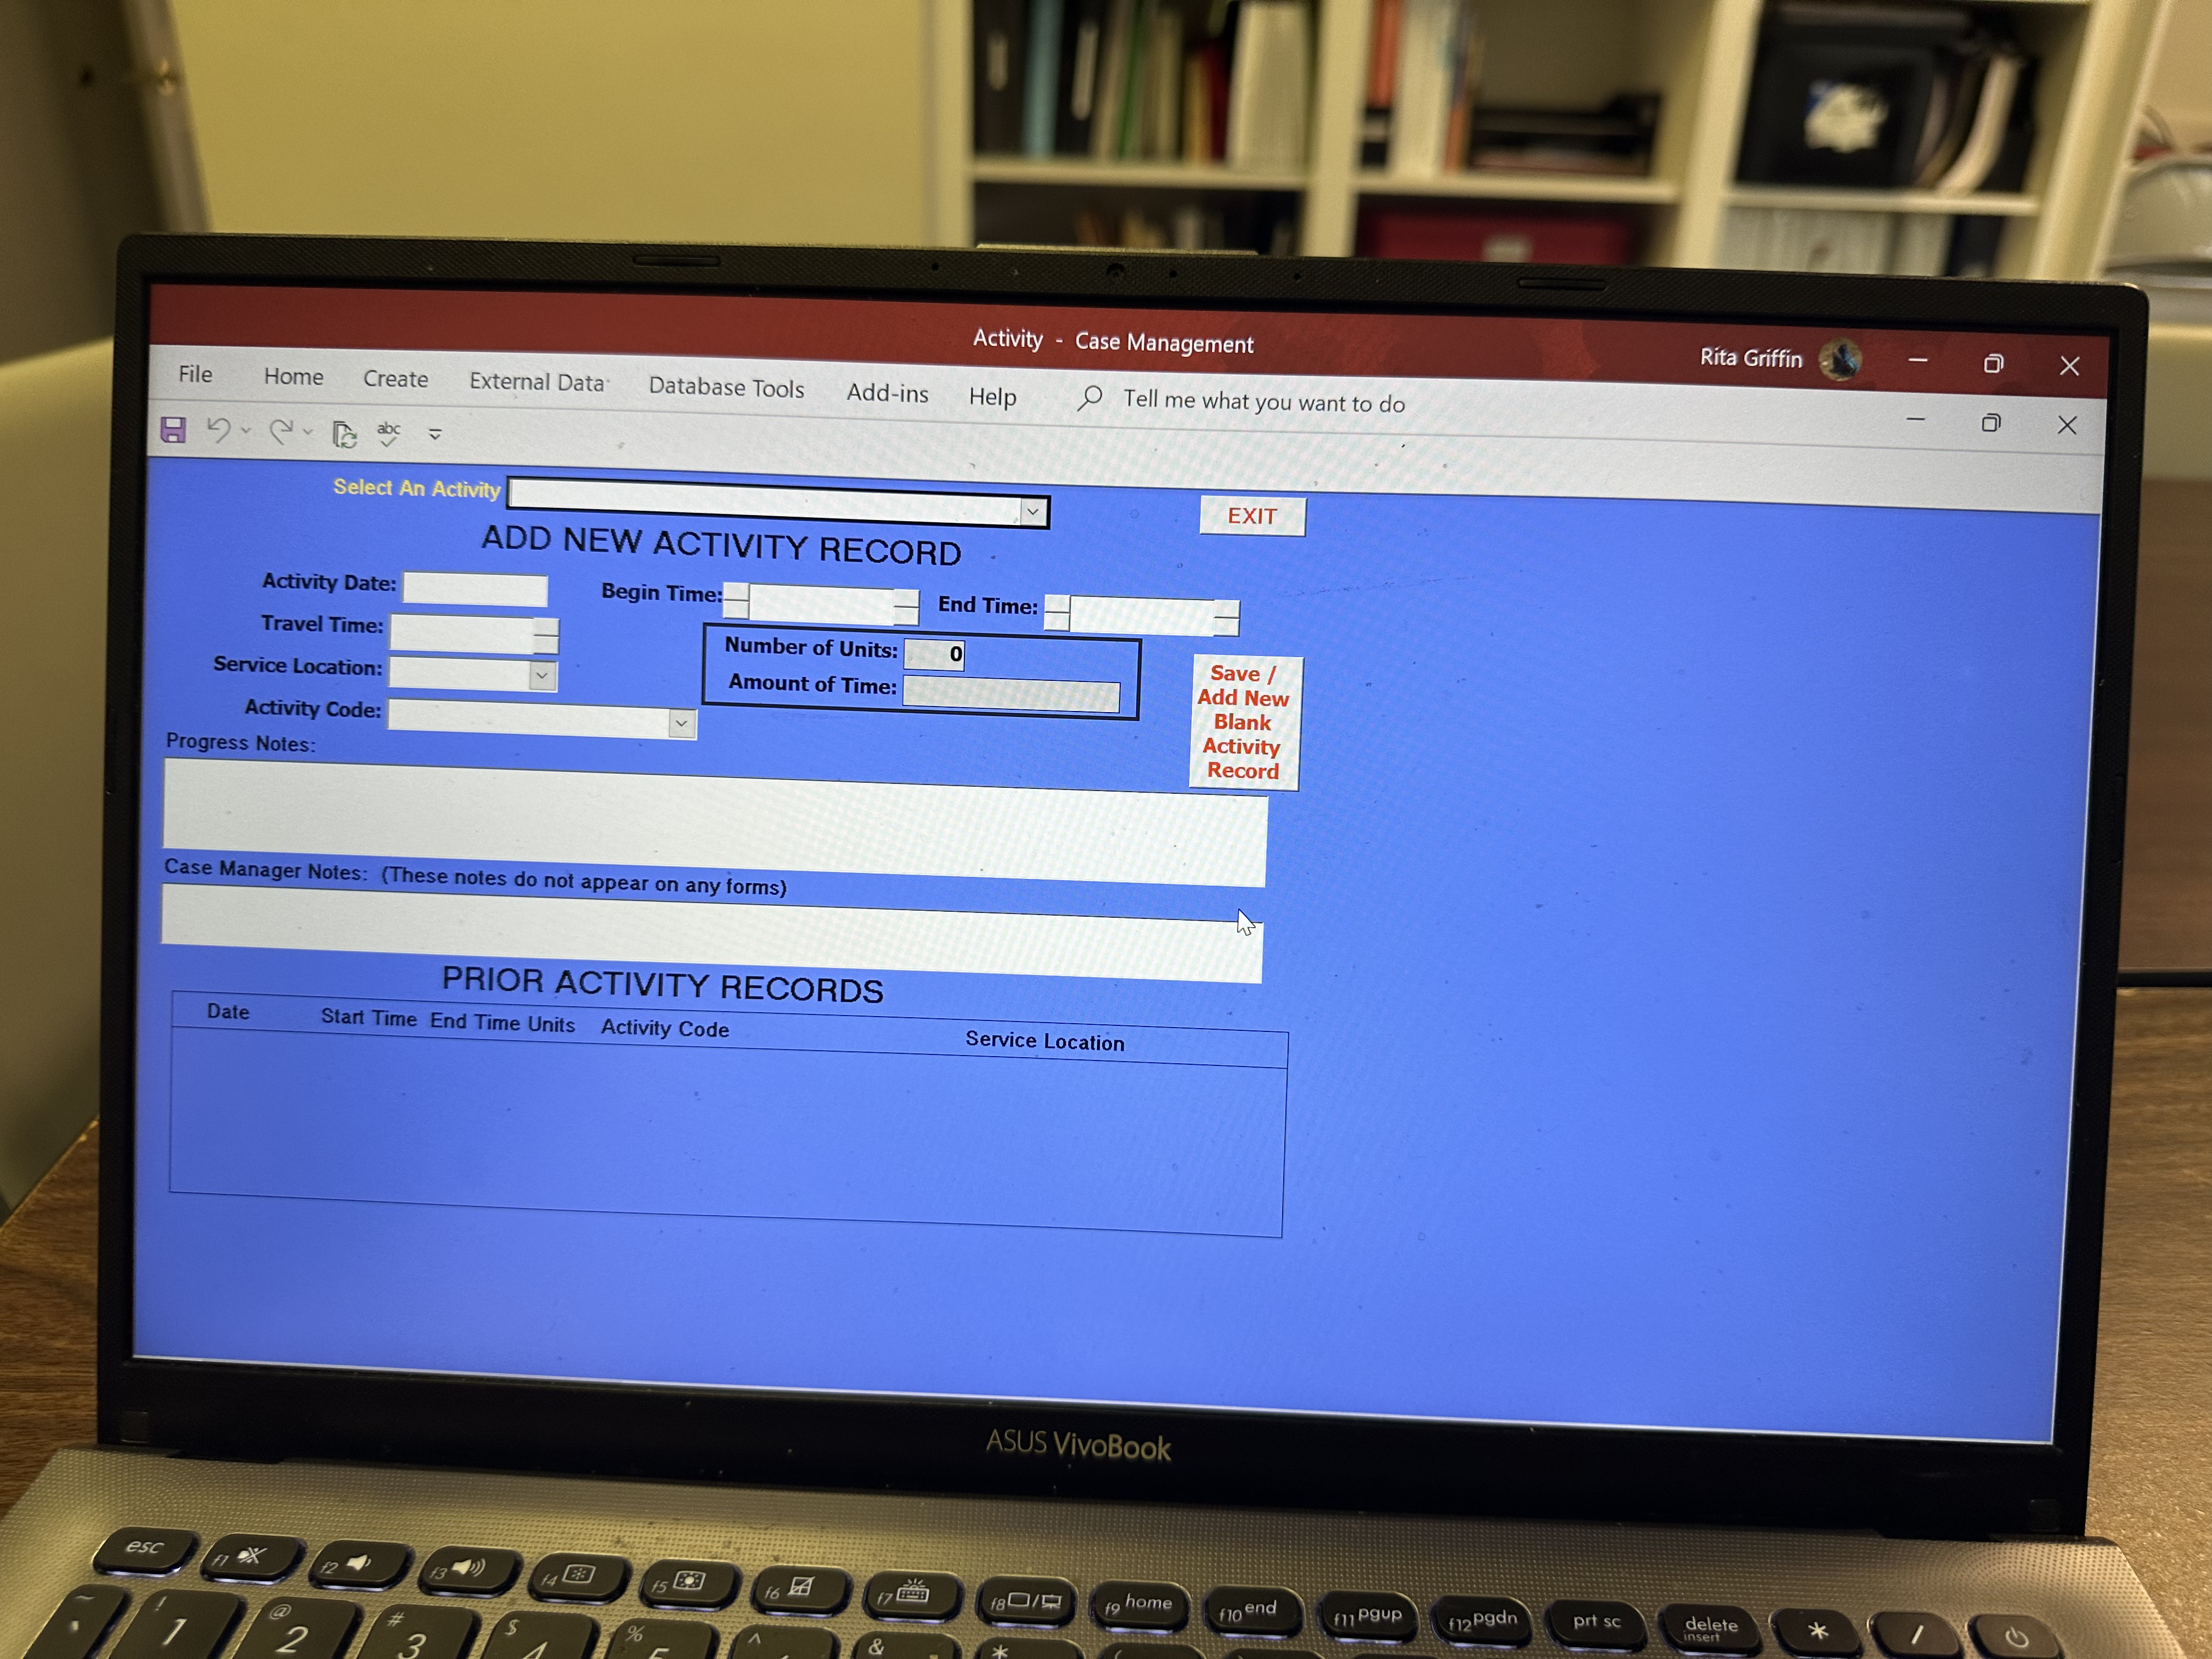 Activity - Case Management
Rita Griffin
File Home Create External Data Database Tools Add-ins Help Tell me what you want to do
abc
Select An Activity
EXIT
ADD NEW ACTIVITY RECORD
Activity Date:
Begin Time:
End Time:
Travel Time:
Number of Units: 0
Service Location:
Amount of Time:
Activity Code:
Save /
Add New
Blank
Activity
Record
Progress Notes:
Case Manager Notes: (These notes do not appear on any forms)
PRIOR ACTIVITY RECORDS
Date Start Time End Time Units Activity Code Service Location
ASUS VivoBook
esc f1 f2 f3 f4 f5 f6 f7 f8 f9 home f10 end f11 pgup f12 pgdn prt sc delete insert * / 
~ ` ! 1 @ 2 # 3 $ 4 % 5 ^ & *